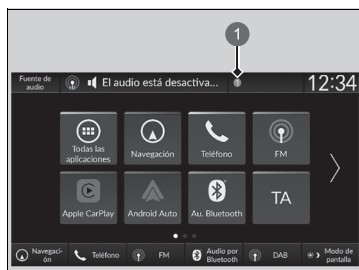 1
Fuente de
audio
El audio está desactiva...
12:34
Todas las
aplicaciones
Navegación
Teléfono
FM
Apple CarPlay
Android Auto
Au. Bluetooth
TA
Navegaci-
ón
Teléfono
FM
Audio por
Bluetooth
DAB
Modo de
pantalla